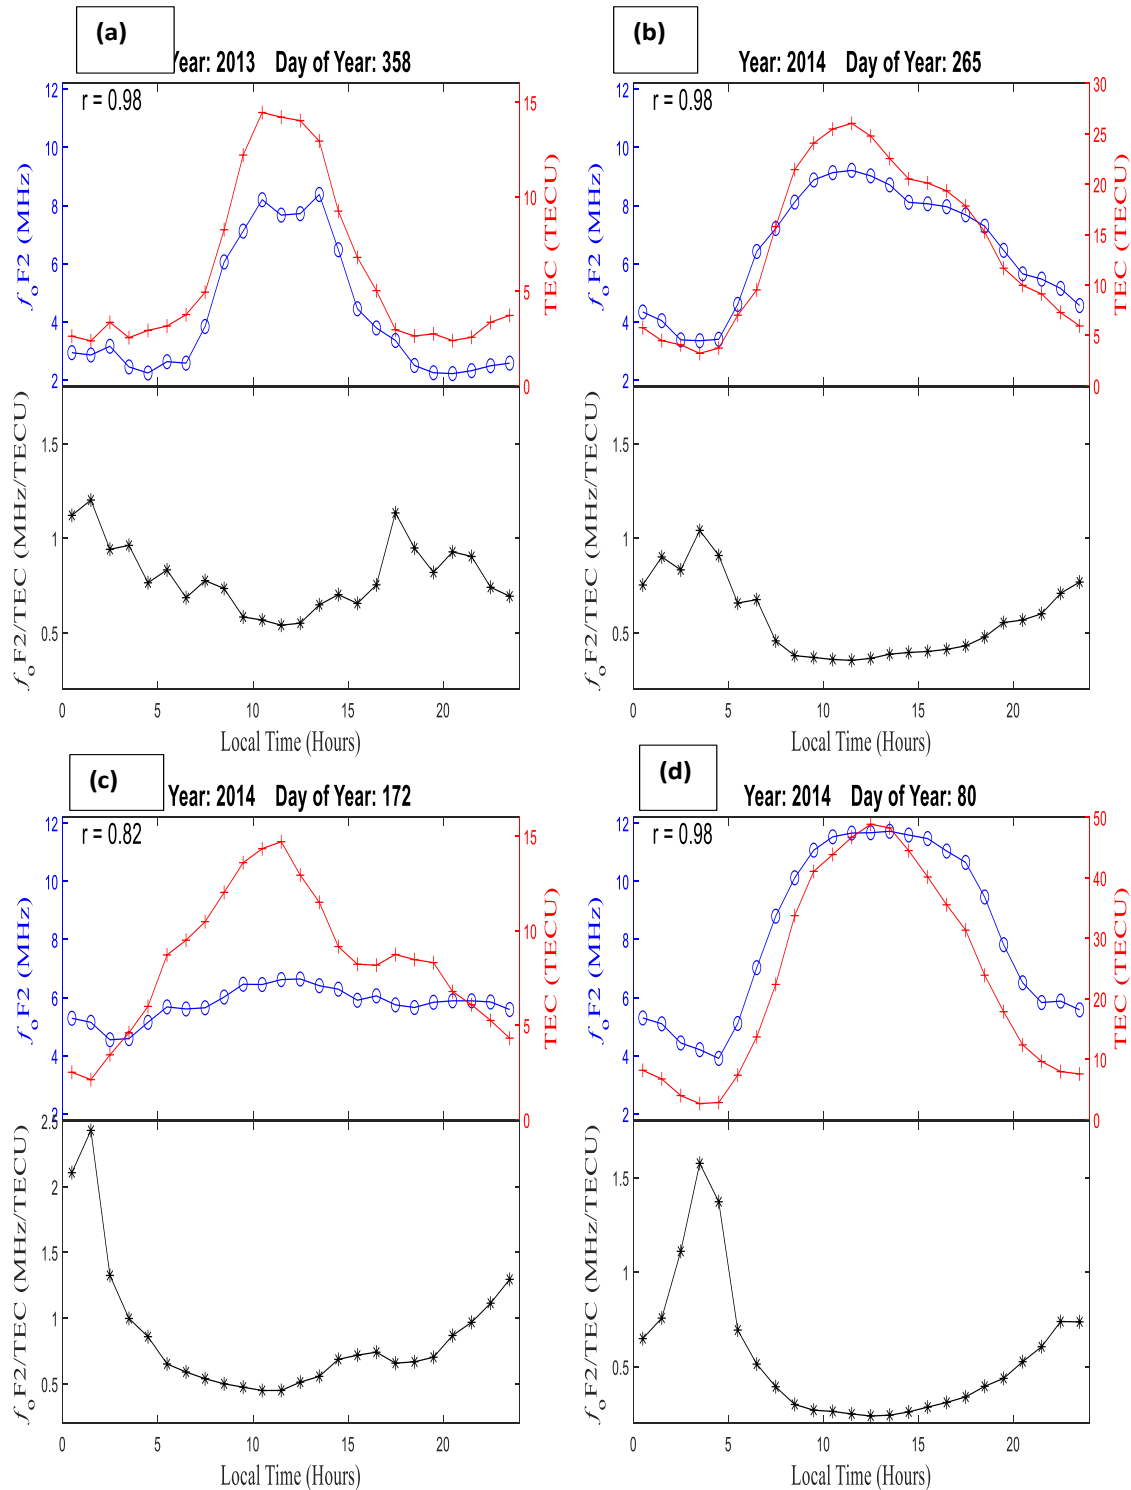 (a)
Year: 2013 Day of Year: 358
r = 0.98
12
10
8
6
4
2
f_oF2 (MHz)
15
10
5
0
TEC (TECU)
1.5
1
0.5
f_oF2/TEC (MHz/TECU)
0 5 10 15 20
Local Time (Hours)
(b)
Year: 2014 Day of Year: 265
r = 0.98
12
10
8
6
4
2
f_oF2 (MHz)
30
25
20
15
10
5
0
TEC (TECU)
1.5
1
0.5
f_oF2/TEC (MHz/TECU)
0 5 10 15 20
Local Time (Hours)
(c)
Year: 2014 Day of Year: 172
r = 0.82
12
10
8
6
4
2
f_oF2 (MHz)
15
10
5
0
TEC (TECU)
2.5
2
1.5
1
0.5
f_oF2/TEC (MHz/TECU)
0 5 10 15 20
Local Time (Hours)
(d)
Year: 2014 Day of Year: 80
r = 0.98
12
10
8
6
4
2
f_oF2 (MHz)
50
40
30
20
10
0
TEC (TECU)
1.5
1
0.5
f_oF2/TEC (MHz/TECU)
0 5 10 15 20
Local Time (Hours)